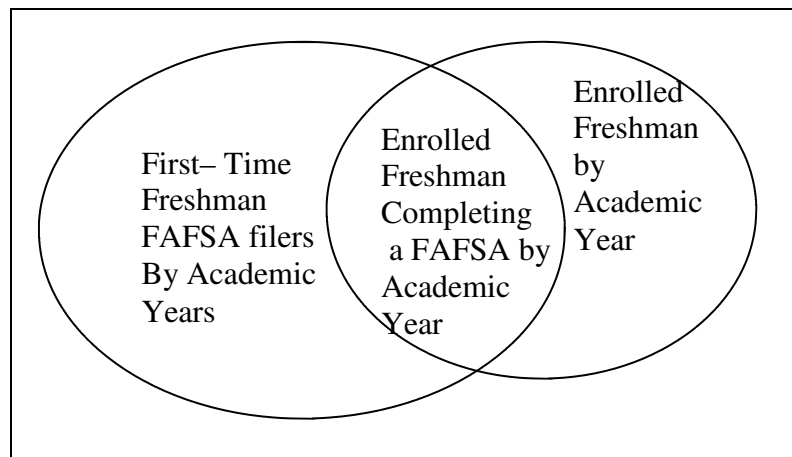 First– Time
Freshman
FAFSA filers
By Academic
Years
Enrolled
Freshman
Completing
a FAFSA by
Academic
Year
Enrolled
Freshman
by
Academic
Year